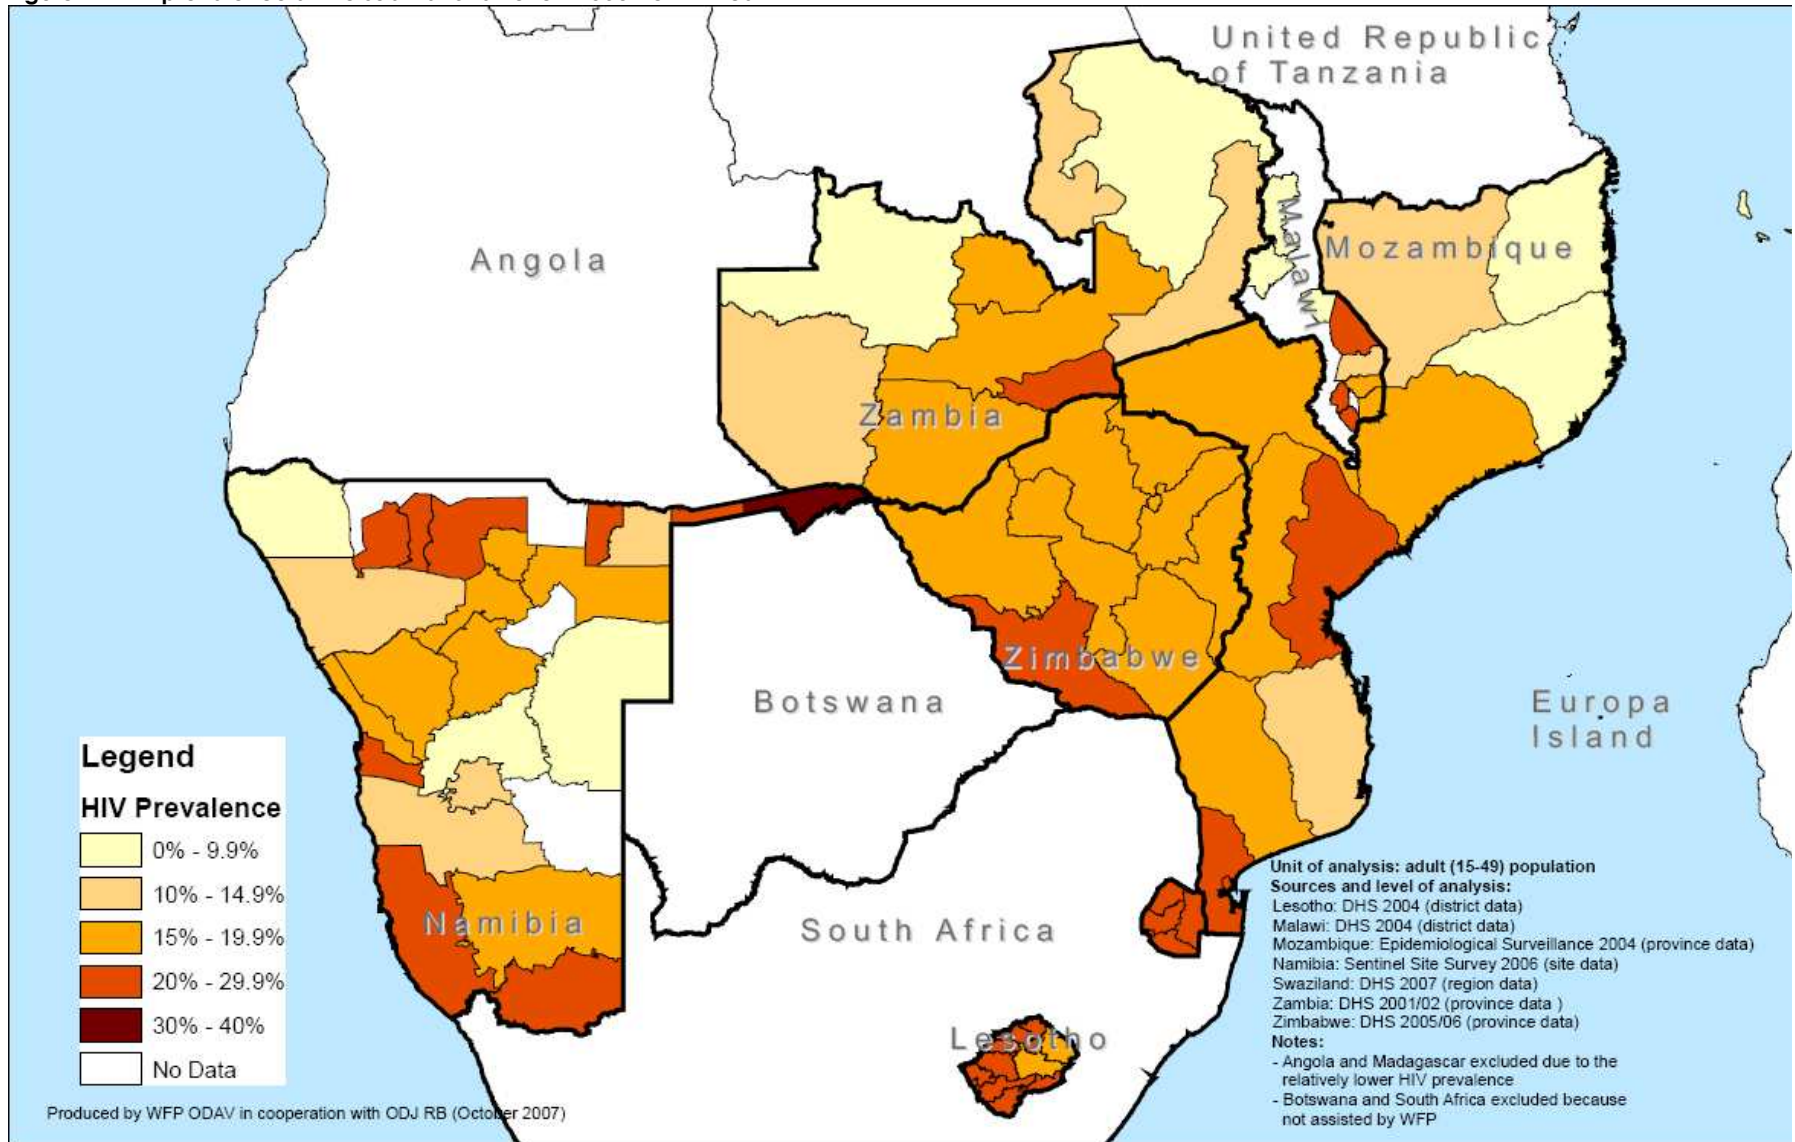 United Republic
of Tanzania
Angola
Malawi
Mozambique
Zambia
Zimbabwe
Botswana
Europa
Island
Namibia
South Africa
Lesotho
Legend
HIV Prevalence
0% - 9.9%
10% - 14.9%
15% - 19.9%
20% - 29.9%
30% - 40%
No Data
Unit of analysis: adult (15-49) population
Sources and level of analysis:
Lesotho: DHS 2004 (district data)
Malawi: DHS 2004 (district data)
Mozambique: Epidemiological Surveillance 2004 (province data)
Namibia: Sentinel Site Survey 2006 (site data)
Swaziland: DHS 2007 (region data)
Zambia: DHS 2001/02 (province data )
Zimbabwe: DHS 2005/06 (province data)
Notes:
- Angola and Madagascar excluded due to the
relatively lower HIV prevalence
- Botswana and South Africa excluded because
not assisted by WFP
Produced by WFP ODAV in cooperation with ODJ RB (October 2007)